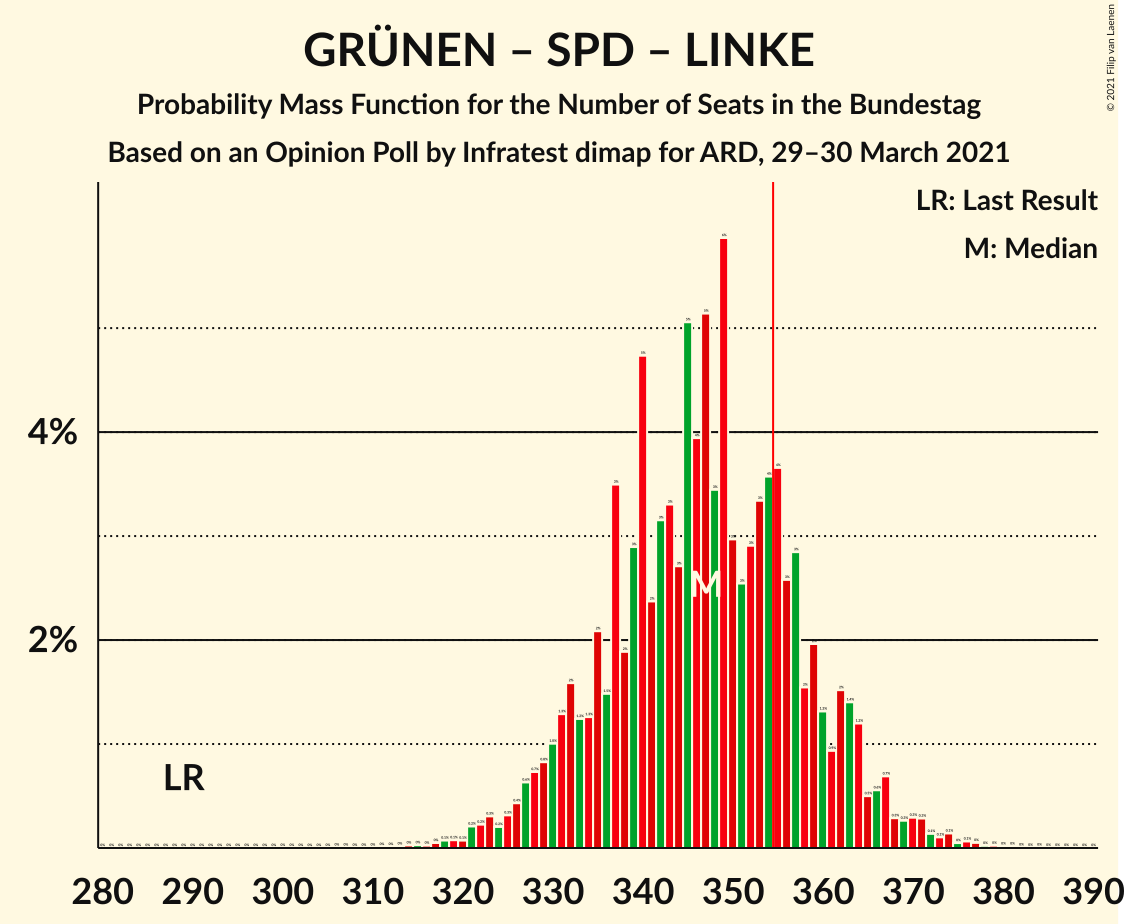 GRÜNEN – SPD – LINKE
Probability Mass Function for the Number of Seats in the Bundestag
Based on an Opinion Poll by Infratest dimap for ARD, 29–30 March 2021
© 2021 Filip van Laenen
LR: Last Result
M: Median
4%
2%
LR
M
280 290 300 310 320 330 340 350 360 370 380 390